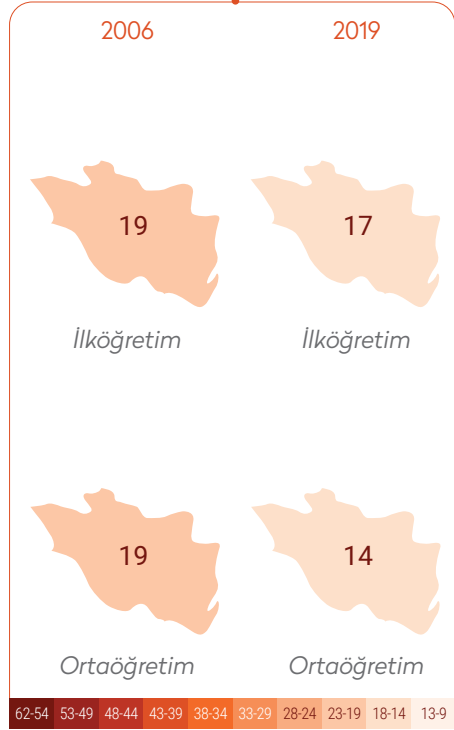 2006 2019
19 17
İlköğretim İlköğretim
19 14
Ortaöğretim Ortaöğretim
62-54 53-49 48-44 43-39 38-34 33-29 28-24 23-19 18-14 13-9